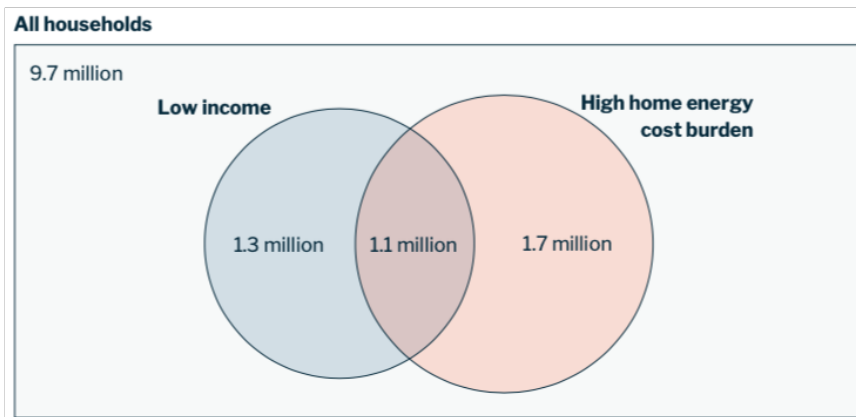 All households
9.7 million
Low income
High home energy
cost burden
1.3 million
1.1 million
1.7 million